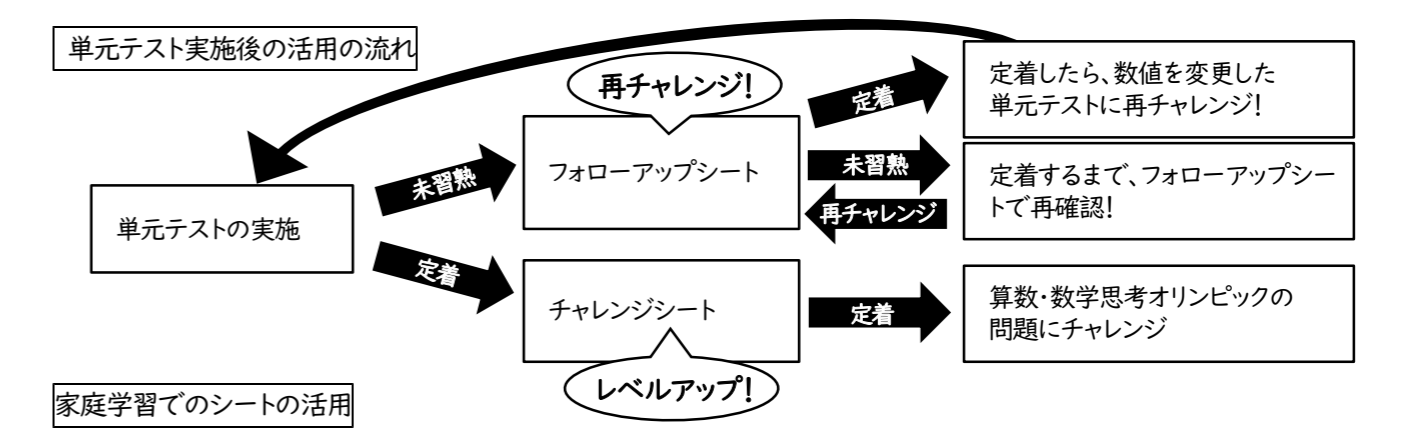 単元テスト実施後の活用の流れ
再チャレンジ！
定着
定着したら、数値を変更した
単元テストに再チャレンジ！
未習熟
フォローアップシート
未習熟
再チャレンジ
定着するまで、フォローアップシー
トで再確認！
単元テストの実施
定着
チャレンジシート
定着
算数・数学思考オリンピックの
問題にチャレンジ
レベルアップ！
家庭学習でのシートの活用